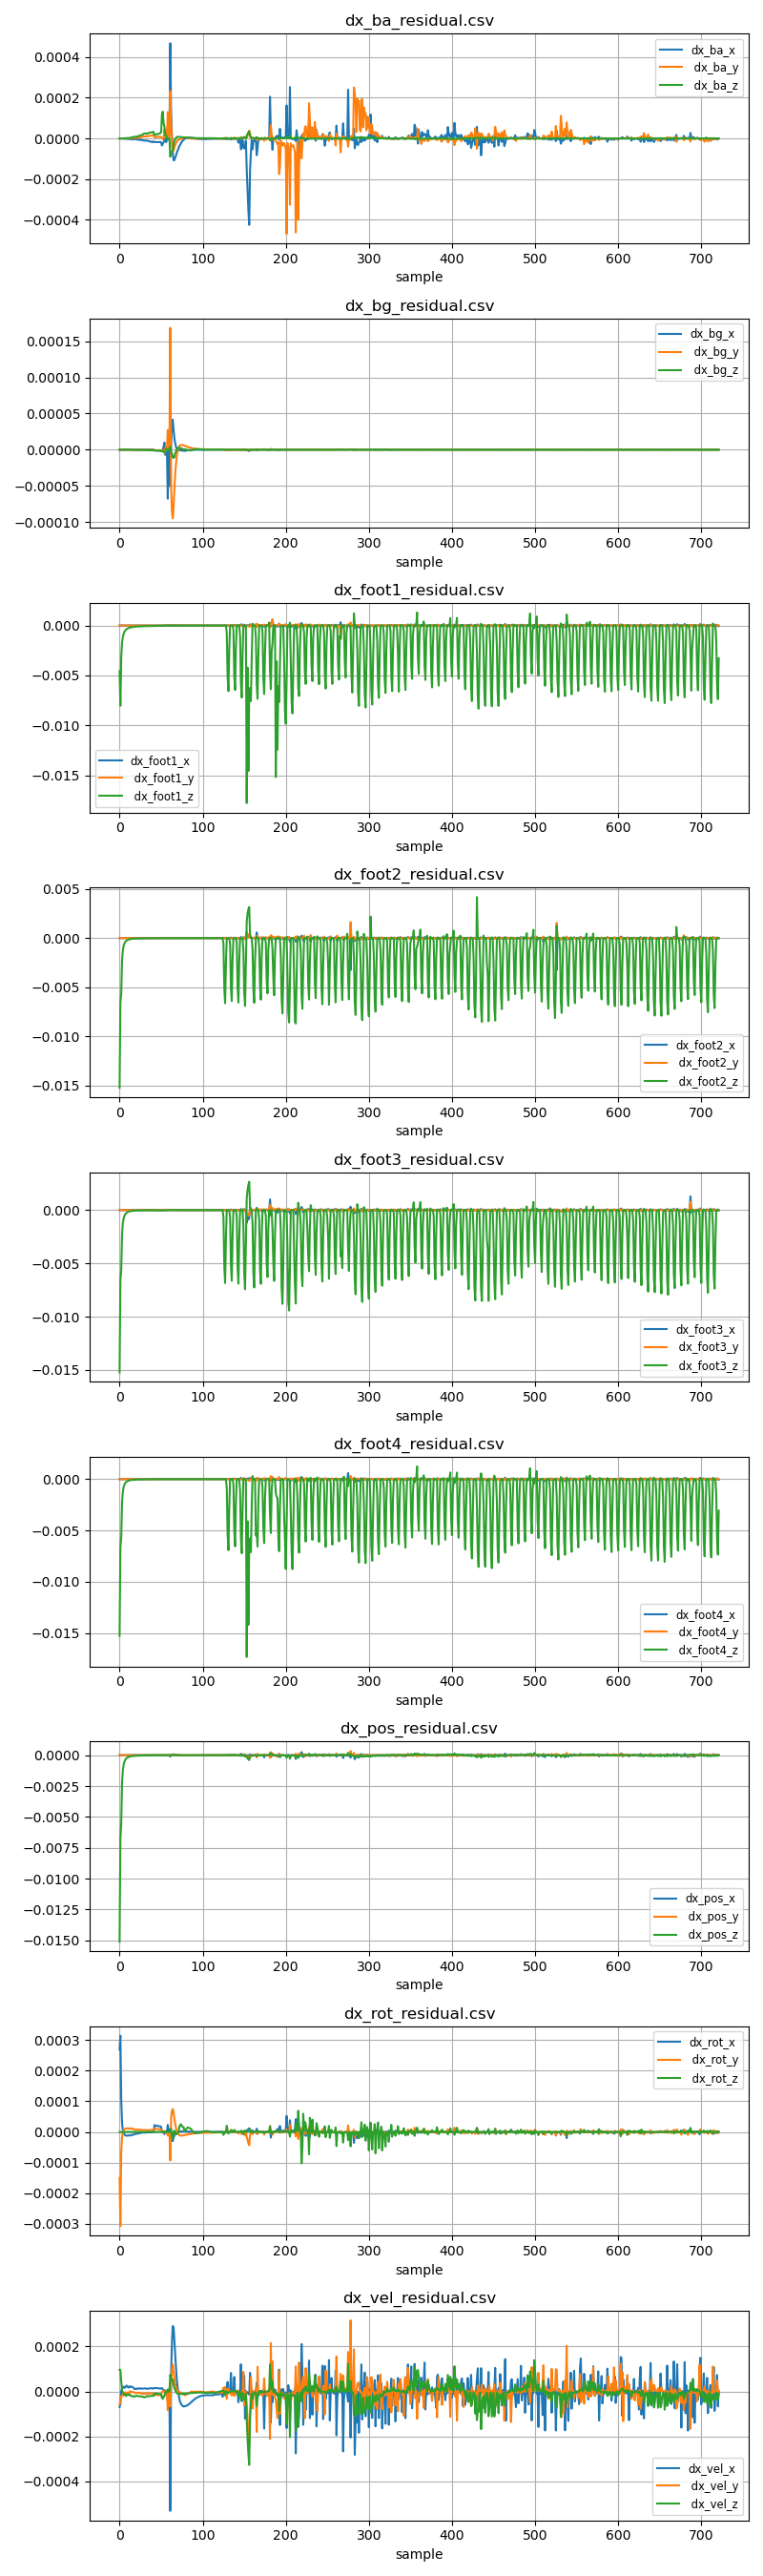 dx_ba_residual.csv
0.0004
0.0002
0.0000
−0.0002
−0.0004
dx_ba_x
dx_ba_y
dx_ba_z
0 100 200 300 400 500 600 700
sample
dx_bg_residual.csv
0.00015
0.00010
0.00005
0.00000
−0.00005
−0.00010
dx_bg_x
dx_bg_y
dx_bg_z
0 100 200 300 400 500 600 700
sample
dx_foot1_residual.csv
0.000
−0.005
−0.010
−0.015
dx_foot1_x
dx_foot1_y
dx_foot1_z
0 100 200 300 400 500 600 700
sample
dx_foot2_residual.csv
0.005
0.000
−0.005
−0.010
−0.015
dx_foot2_x
dx_foot2_y
dx_foot2_z
0 100 200 300 400 500 600 700
sample
dx_foot3_residual.csv
0.000
−0.005
−0.010
−0.015
dx_foot3_x
dx_foot3_y
dx_foot3_z
0 100 200 300 400 500 600 700
sample
dx_foot4_residual.csv
0.000
−0.005
−0.010
−0.015
dx_foot4_x
dx_foot4_y
dx_foot4_z
0 100 200 300 400 500 600 700
sample
dx_pos_residual.csv
0.0000
−0.0025
−0.0050
−0.0075
−0.0100
−0.0125
−0.0150
dx_pos_x
dx_pos_y
dx_pos_z
0 100 200 300 400 500 600 700
sample
dx_rot_residual.csv
0.0003
0.0002
0.0001
0.0000
−0.0001
−0.0002
−0.0003
dx_rot_x
dx_rot_y
dx_rot_z
0 100 200 300 400 500 600 700
sample
dx_vel_residual.csv
0.0002
0.0000
−0.0002
−0.0004
dx_vel_x
dx_vel_y
dx_vel_z
0 100 200 300 400 500 600 700
sample